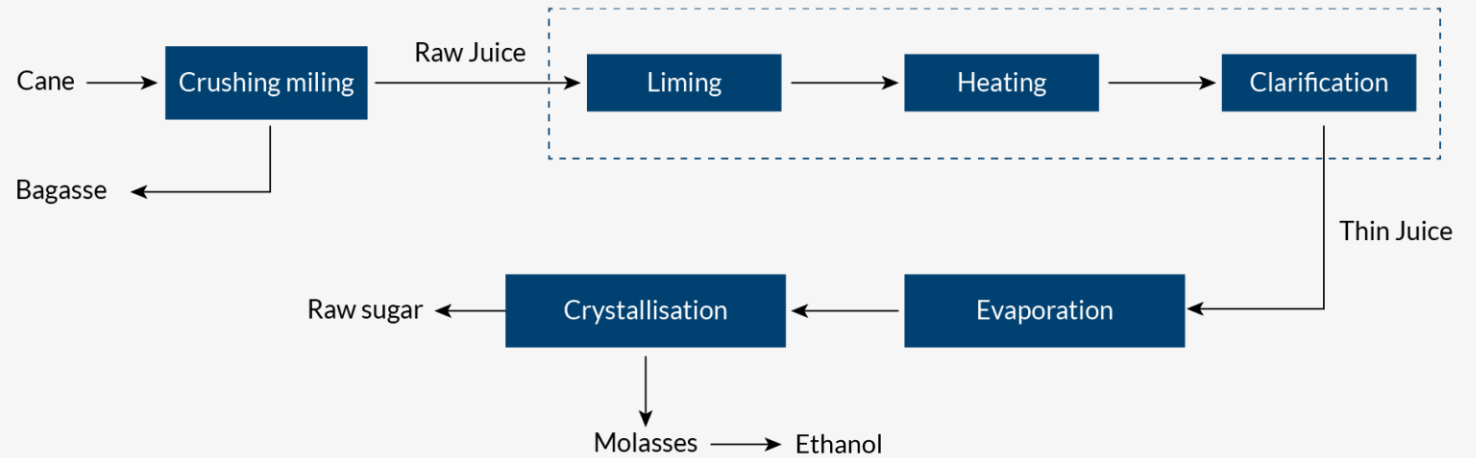 Cane
Crushing miling
Raw Juice
Liming
Heating
Clarification
Bagasse
Thin Juice
Raw sugar
Crystallisation
Evaporation
Molasses
Ethanol